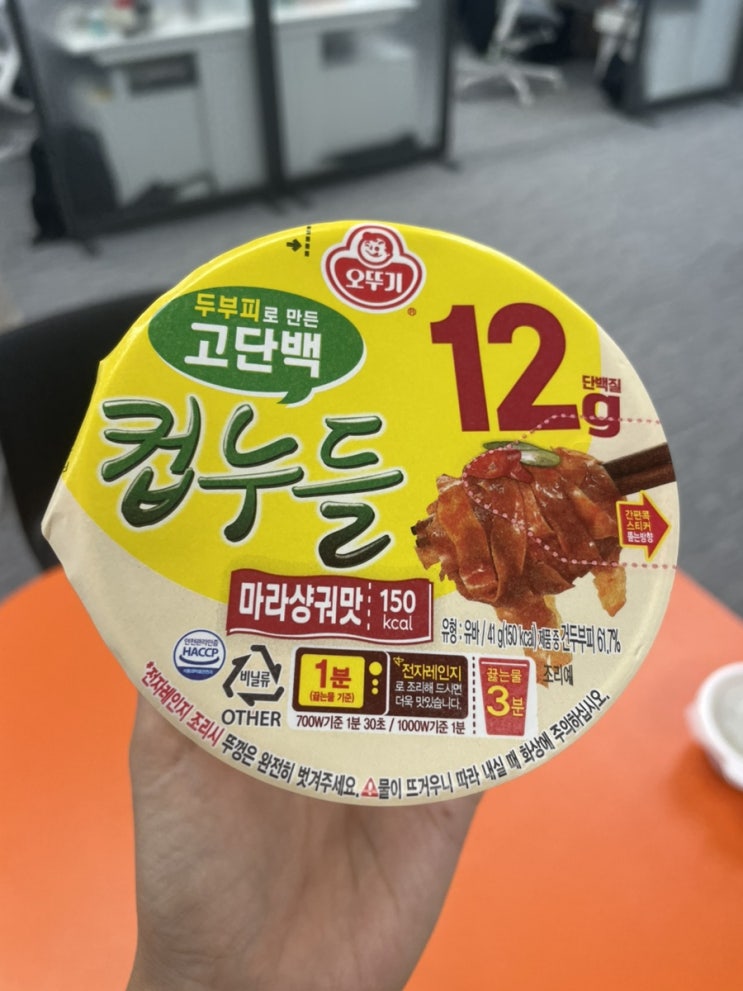 오뚜기
®
두부피로 만든
고단백
12g
단백질
컵누들
간편콕
스티커
뜯는방향
마라샹궈맛 150 kcal
유형 : 유바 / 41 g(150 kcal) 제품 중 건두부피 61.7%
조리예
안전관리인증
HACCP
비닐류
OTHER
1분
(끓는물 기준)
전자레인지
로 조리해 드시면
더욱 맛있습니다.
700W기준 1분 30초 / 1000W기준 1분
끓는물
3분
*전자레인지 조리시 뚜껑은 완전히 벗겨주세요. ⚠물이 뜨거우니 따라 내실 때 화상에 주의하십시오.